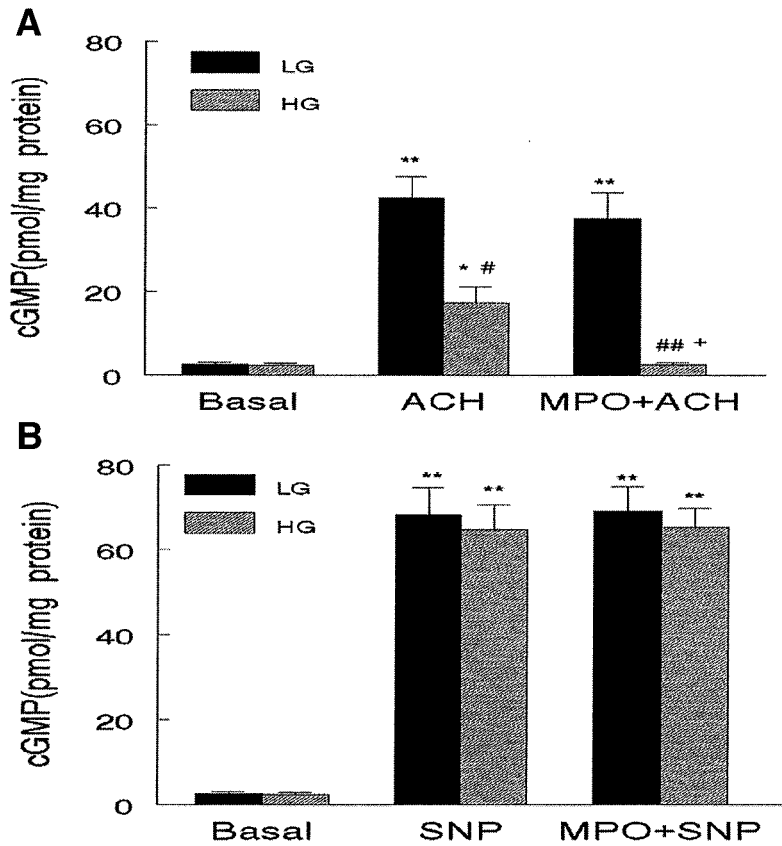 A
cGMP(pmol/mg protein)
80
60
40
20
0
LG
HG
**
* #
**
## +
Basal ACH MPO+ACH
B
cGMP(pmol/mg protein)
80
60
40
20
0
LG
HG
**
**
**
**
Basal SNP MPO+SNP